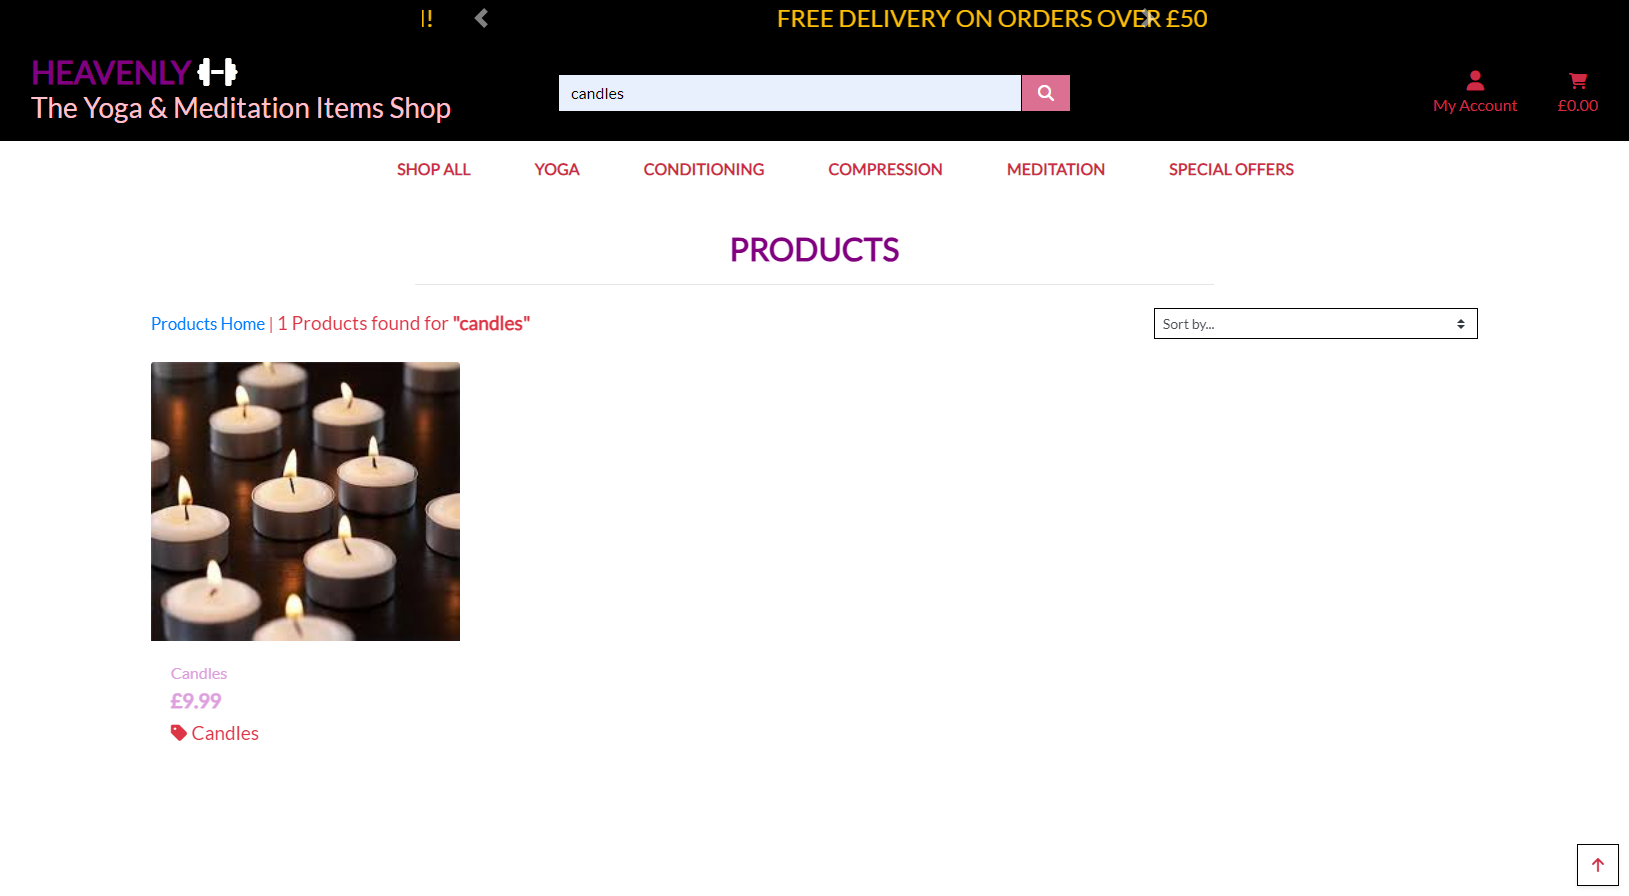 !! FREE DELIVERY ON ORDERS OVER £50
HEAVENLY
The Yoga & Meditation Items Shop
candles
My Account
£0.00
SHOP ALL YOGA CONDITIONING COMPRESSION MEDITATION SPECIAL OFFERS
PRODUCTS
Products Home | 1 Products found for "candles"
Sort by...
Candles
£9.99
Candles